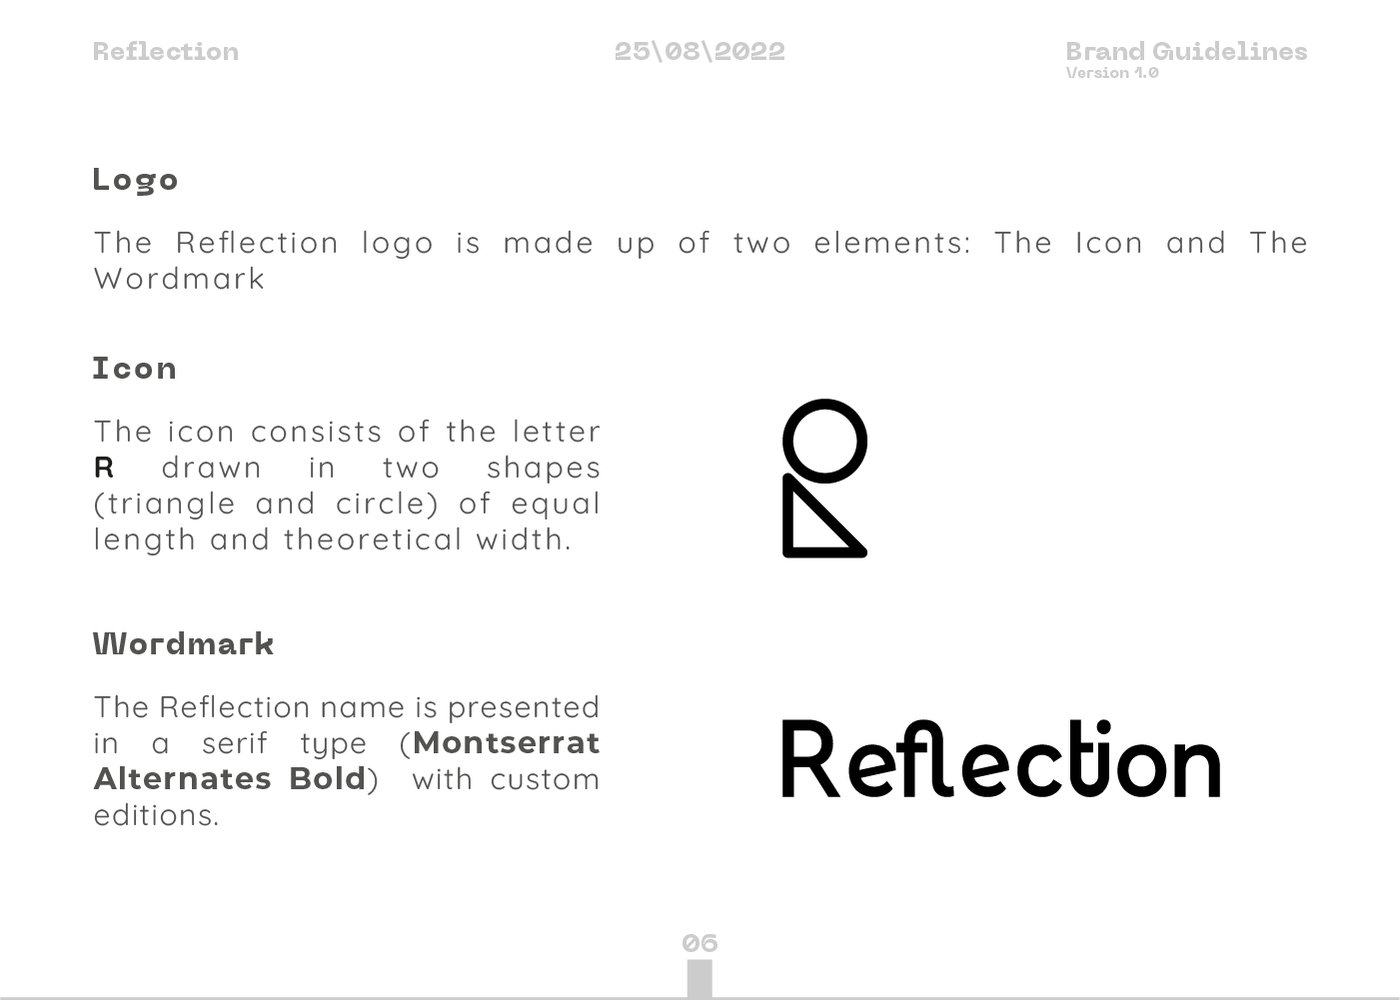 Reflection
25\08\2022
Brand Guidelines
Version 1.0
Logo
The Reflection logo is made up of two elements: The Icon and The
Wordmark
Icon
The icon consists of the letter
R drawn in two shapes
(triangle and circle) of equal
length and theoretical width.
Wordmark
The Reflection name is presented
in a serif type (Montserrat
Alternates Bold) with custom
editions.
Reflection
06